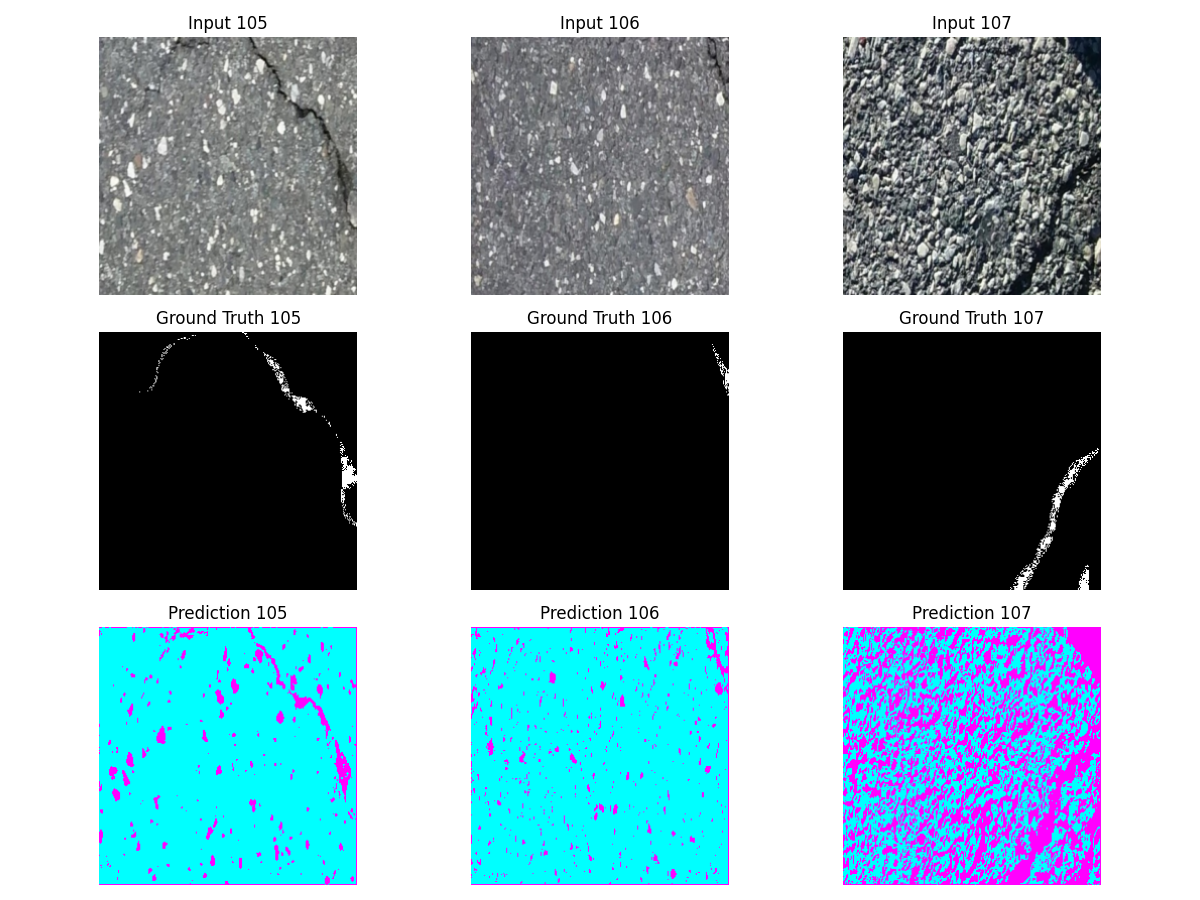 Input 105
Input 106
Input 107
Ground Truth 105
Ground Truth 106
Ground Truth 107
Prediction 105
Prediction 106
Prediction 107